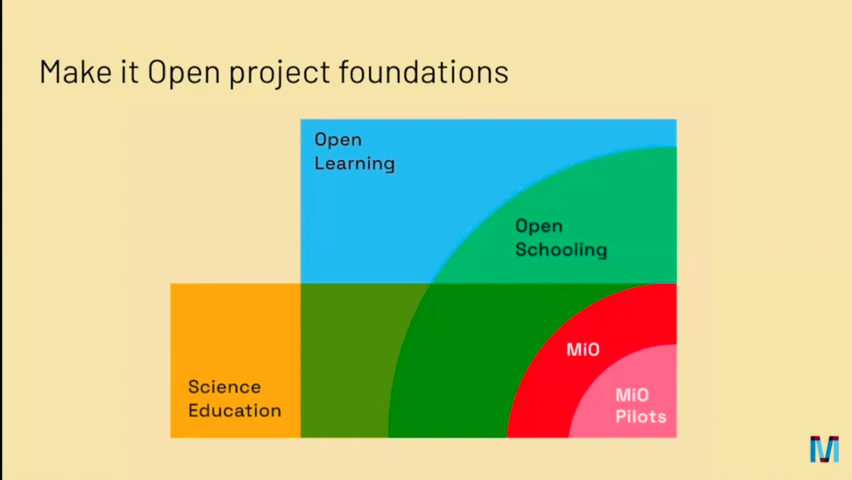 Make it Open project foundations
Open
Learning
Open
Schooling
MiO
Science
Education
MiO
Pilots
M